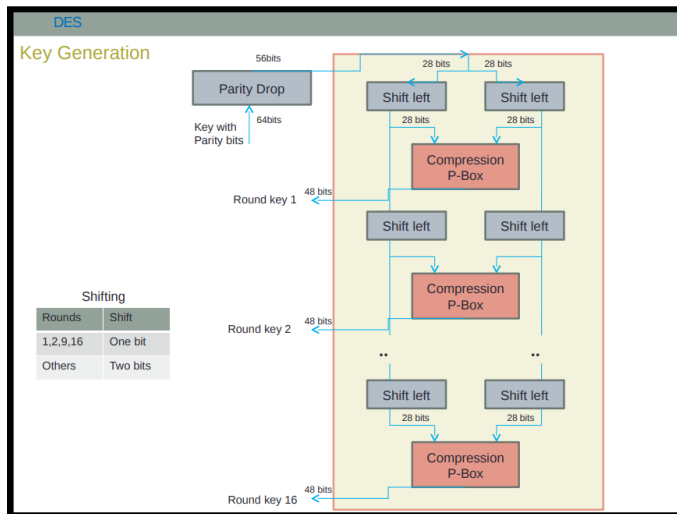 DES
Key Generation
56bits
28 bits
28 bits
Parity Drop
Shift left
Shift left
64bits
Key with
Parity bits
28 bits
28 bits
Compression
P-Box
48 bits
Round key 1
Shift left
Shift left
Compression
P-Box
48 bits
Round key 2
Shifting
Rounds
Shift
1,2,9,16
One bit
Others
Two bits
..
..
Shift left
Shift left
28 bits
28 bits
Compression
P-Box
48 bits
Round key 16